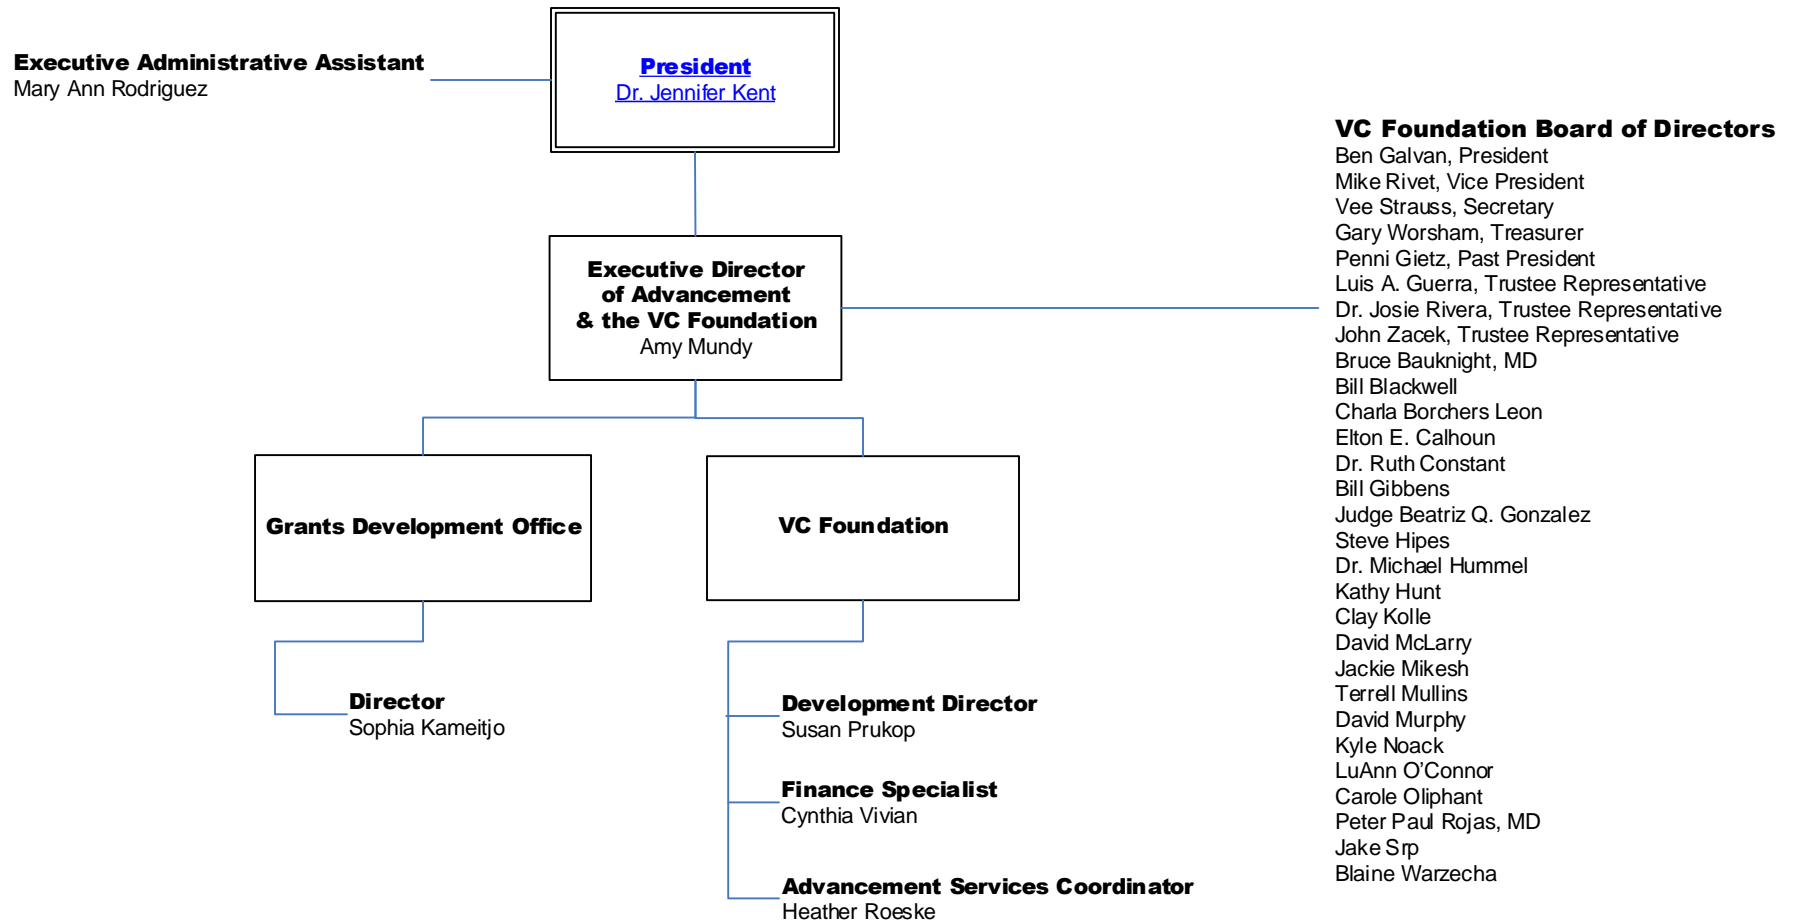 Executive Administrative Assistant
Mary Ann Rodriguez
President
Dr. Jennifer Kent
VC Foundation Board of Directors
Ben Galvan, President
Mike Rivet, Vice President
Vee Strauss, Secretary
Gary Worsham, Treasurer
Penni Gietz, Past President
Luis A. Guerra, Trustee Representative
Dr. Josie Rivera, Trustee Representative
John Zacek, Trustee Representative
Bruce Bauknight, MD
Bill Blackwell
Charla Borchers Leon
Elton E. Calhoun
Dr. Ruth Constant
Bill Gibbens
Judge Beatriz Q. Gonzalez
Steve Hipes
Dr. Michael Hummel
Kathy Hunt
Clay Kolle
David McLarry
Jackie Mikesh
Terrell Mullins
David Murphy
Kyle Noack
LuAnn O’Connor
Carole Oliphant
Peter Paul Rojas, MD
Jake Srp
Blaine Warzecha
Executive Director
of Advancement
& the VC Foundation
Amy Mundy
Grants Development Office
VC Foundation
Director
Sophia Kameitjo
Development Director
Susan Prukop
Finance Specialist
Cynthia Vivian
Advancement Services Coordinator
Heather Roeske